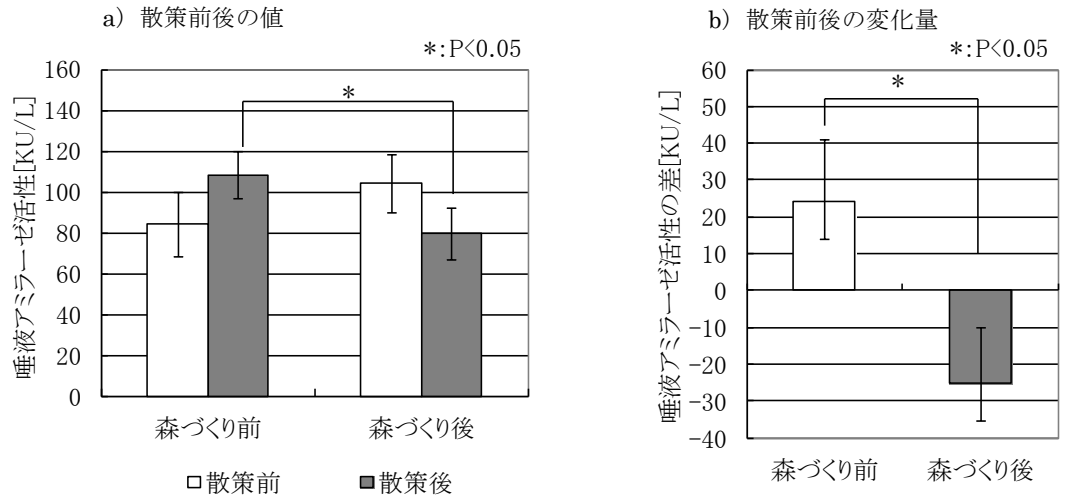 a) 散策前後の値
*:P<0.05
唾液アミラーゼ活性[KU/L]
160
140
120
100
80
60
40
20
0
*
森づくり前
森づくり後
散策前
散策後
b) 散策前後の変化量
*:P<0.05
唾液アミラーゼ活性の差[KU/L]
60
50
40
30
20
10
0
-10
-20
-30
-40
*
森づくり前
森づくり後